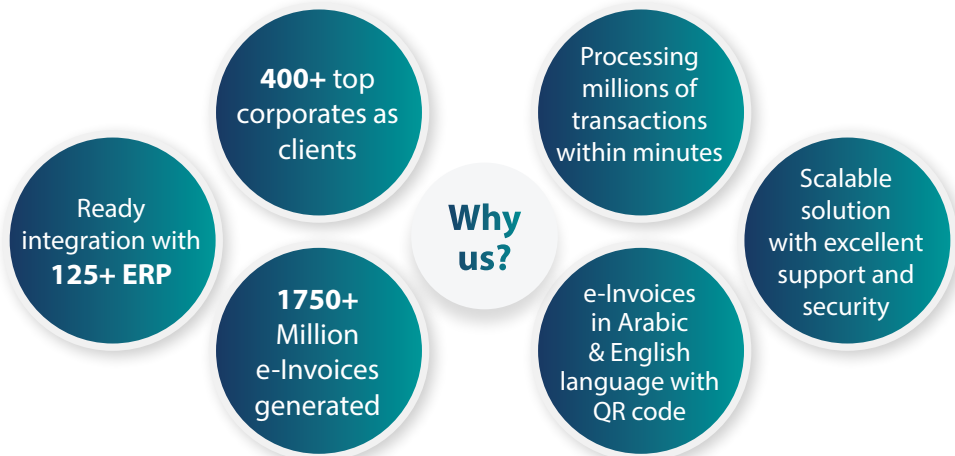 400+ top
corporates as
clients
Processing
millions of
transactions
within minutes
Ready
integration with
125+ ERP
Why
us?
Scalable
solution
with excellent
support and
security
1750+
Million
e-Invoices
generated
e-Invoices
in Arabic
& English
language with
QR code